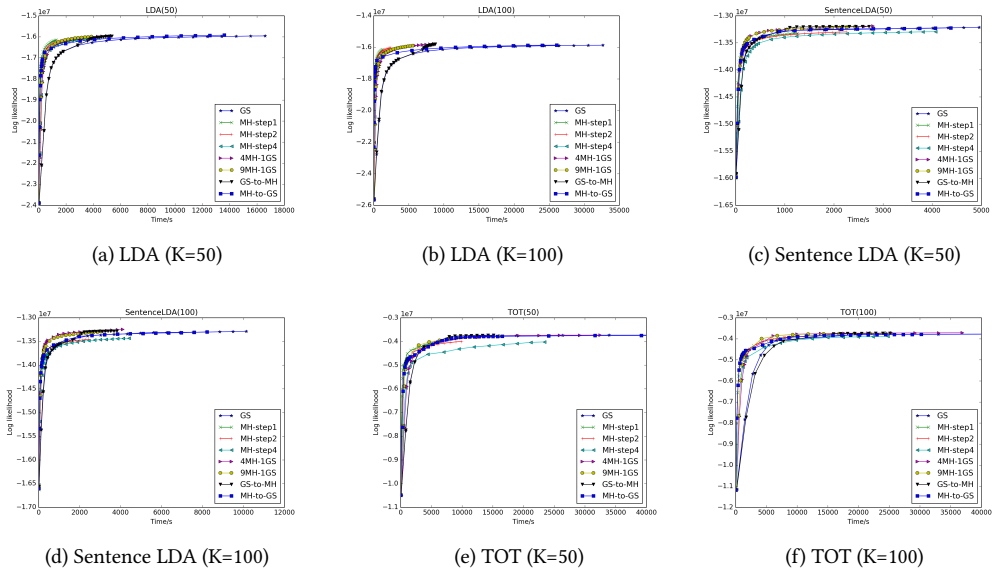 LDA(50)
1e7
−1.5
−1.6
−1.7
−1.8
−1.9
−2.0
−2.1
−2.2
−2.3
−2.4
Log likelihood
0 2000 4000 6000 8000 10000 12000 14000 16000 18000
Time/s
GS
MH-step1
MH-step2
MH-step4
4MH-1GS
9MH-1GS
GS-to-MH
MH-to-GS
(a) LDA (K=50)
LDA(100)
1e7
−1.4
−1.6
−1.8
−2.0
−2.2
−2.4
−2.6
Log likelihood
0 5000 10000 15000 20000 25000 30000 35000
Time/s
GS
MH-step1
MH-step2
MH-step4
4MH-1GS
9MH-1GS
GS-to-MH
MH-to-GS
(b) LDA (K=100)
SentenceLDA(50)
1e7
−1.30
−1.35
−1.40
−1.45
−1.50
−1.55
−1.60
−1.65
Log likelihood
0 1000 2000 3000 4000 5000
Time/s
GS
MH-step1
MH-step2
MH-step4
4MH-1GS
9MH-1GS
GS-to-MH
MH-to-GS
(c) Sentence LDA (K=50)
SentenceLDA(100)
1e7
−1.30
−1.35
−1.40
−1.45
−1.50
−1.55
−1.60
−1.65
−1.70
Log likelihood
0 2000 4000 6000 8000 10000 12000
Time/s
GS
MH-step1
MH-step2
MH-step4
4MH-1GS
9MH-1GS
GS-to-MH
MH-to-GS
(d) Sentence LDA (K=100)
TOT(50)
1e7
−0.3
−0.4
−0.5
−0.6
−0.7
−0.8
−0.9
−1.0
−1.1
Log likelihood
0 5000 10000 15000 20000 25000 30000 35000 40000
Time/s
GS
MH-step1
MH-step2
MH-step4
4MH-1GS
9MH-1GS
GS-to-MH
MH-to-GS
(e) TOT (K=50)
TOT(100)
1e7
−0.3
−0.4
−0.5
−0.6
−0.7
−0.8
−0.9
−1.0
−1.1
−1.2
Log likelihood
0 5000 10000 15000 20000 25000 30000 35000 40000
Time/s
GS
MH-step1
MH-step2
MH-step4
4MH-1GS
9MH-1GS
GS-to-MH
MH-to-GS
(f) TOT (K=100)